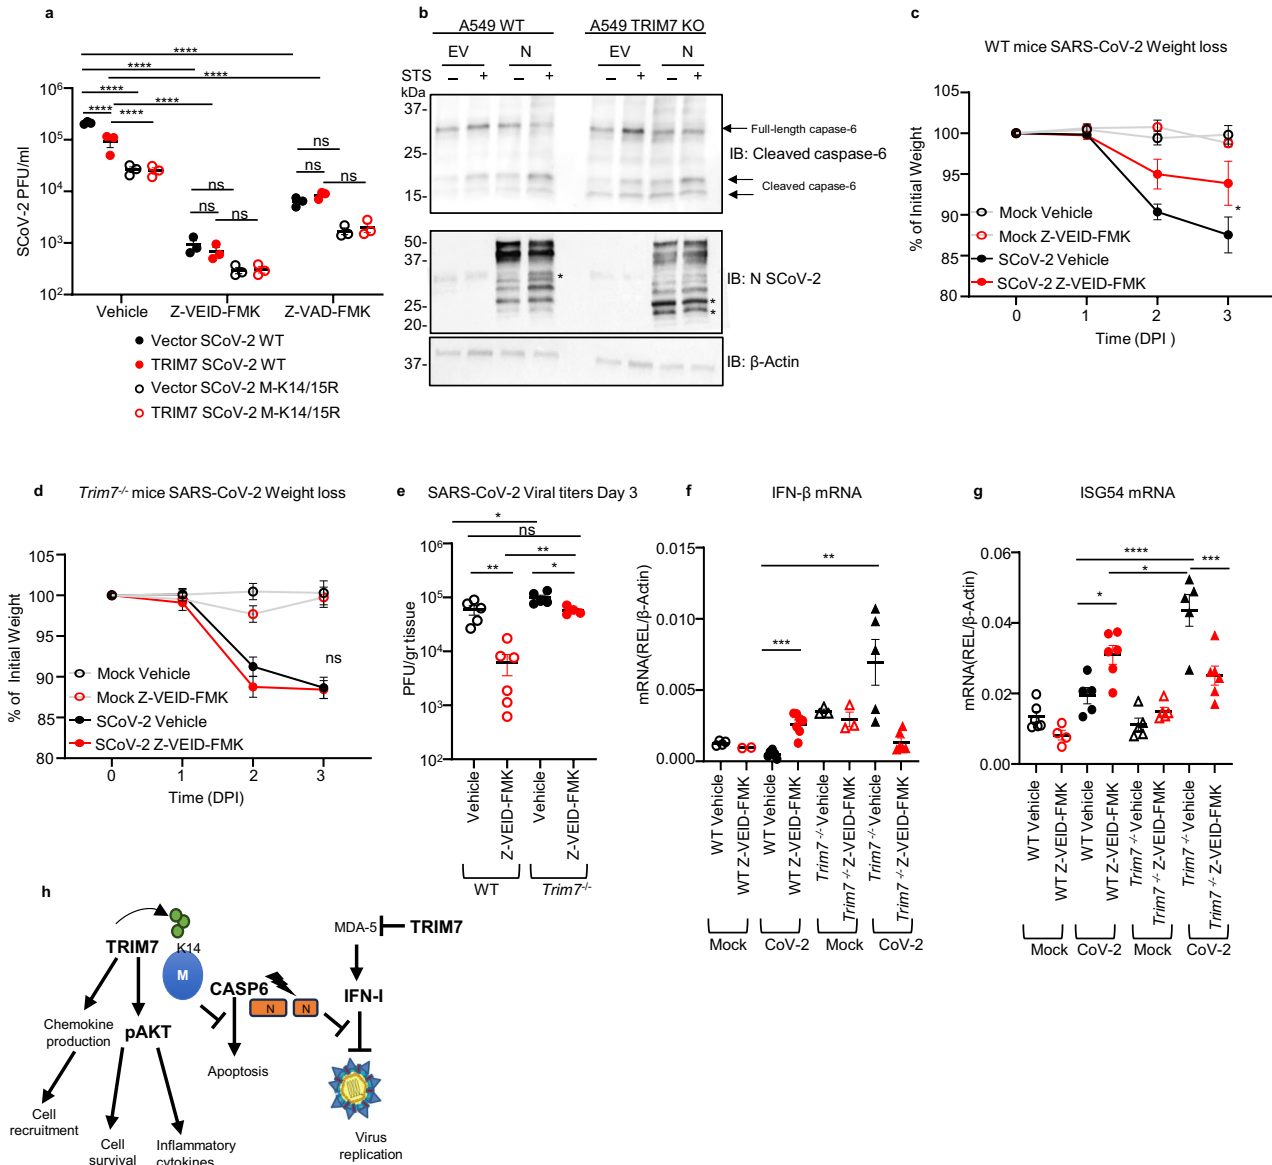 a
****
****
****
****
****
****
****
10⁶
10⁵
10⁴
10³
10²
SCoV-2 PFU/ml
ns
ns
ns
ns
ns
ns
Vehicle
Z-VEID-FMK
Z-VAD-FMK
Vector SCoV-2 WT
TRIM7 SCoV-2 WT
Vector SCoV-2 M-K14/15R
TRIM7 SCoV-2 M-K14/15R
b
A549 WT
A549 TRIM7 KO
EV
N
EV
N
STS
–
+
–
+
–
+
–
+
kDa
37-
25-
15-
Full-length capase-6
IB: Cleaved caspase-6
Cleaved capase-6
50-
37-
25-
20-
*
*
*
IB: N SCoV-2
37-
IB: β-Actin
c
WT mice SARS-CoV-2 Weight loss
105
100
95
90
85
80
% of Initial Weight
*
Mock Vehicle
Mock Z-VEID-FMK
SCoV-2 Vehicle
SCoV-2 Z-VEID-FMK
0
1
2
3
Time (DPI )
d
Trim7-/- mice SARS-CoV-2 Weight loss
105
100
95
90
85
80
% of Initial Weight
ns
Mock Vehicle
Mock Z-VEID-FMK
SCoV-2 Vehicle
SCoV-2 Z-VEID-FMK
0
1
2
3
Time (DPI)
e
SARS-CoV-2 Viral titers Day 3
*
ns
**
**
*
10⁶
10⁵
10⁴
10³
10²
PFU/grtissue
Vehicle
Z-VEID-FMK
Vehicle
Z-VEID-FMK
WT
Trim7-/-
f
IFN-β mRNA
0.015
0.010
0.005
0.000
mRNA(REL/β-Actin)
**
***
WT Vehicle
WT Z-VEID-FMK
WT Vehicle
WT Z-VEID-FMK
Trim7 -/- Vehicle
Trim7 -/- Z-VEID-FMK
Trim7 -/- Vehicle
Trim7 -/- Z-VEID-FMK
Mock
CoV-2
Mock
CoV-2
g
ISG54 mRNA
0.06
0.04
0.02
0.00
mRNA(REL/β-Actin)
****
***
*
*
WT Vehicle
WT Z-VEID-FMK
WT Vehicle
WT Z-VEID-FMK
Trim7 -/- Vehicle
Trim7 -/- Z-VEID-FMK
Trim7 -/- Vehicle
Trim7 -/- Z-VEID-FMK
Mock
CoV-2
Mock
CoV-2
h
TRIM7
K14
M
CASP6
N
N
MDA-5
TRIM7
IFN-I
Chemokine
production
pAKT
Apoptosis
Cell
recruitment
Cell
survival
Inflammatory
cytokines
Virus
replication